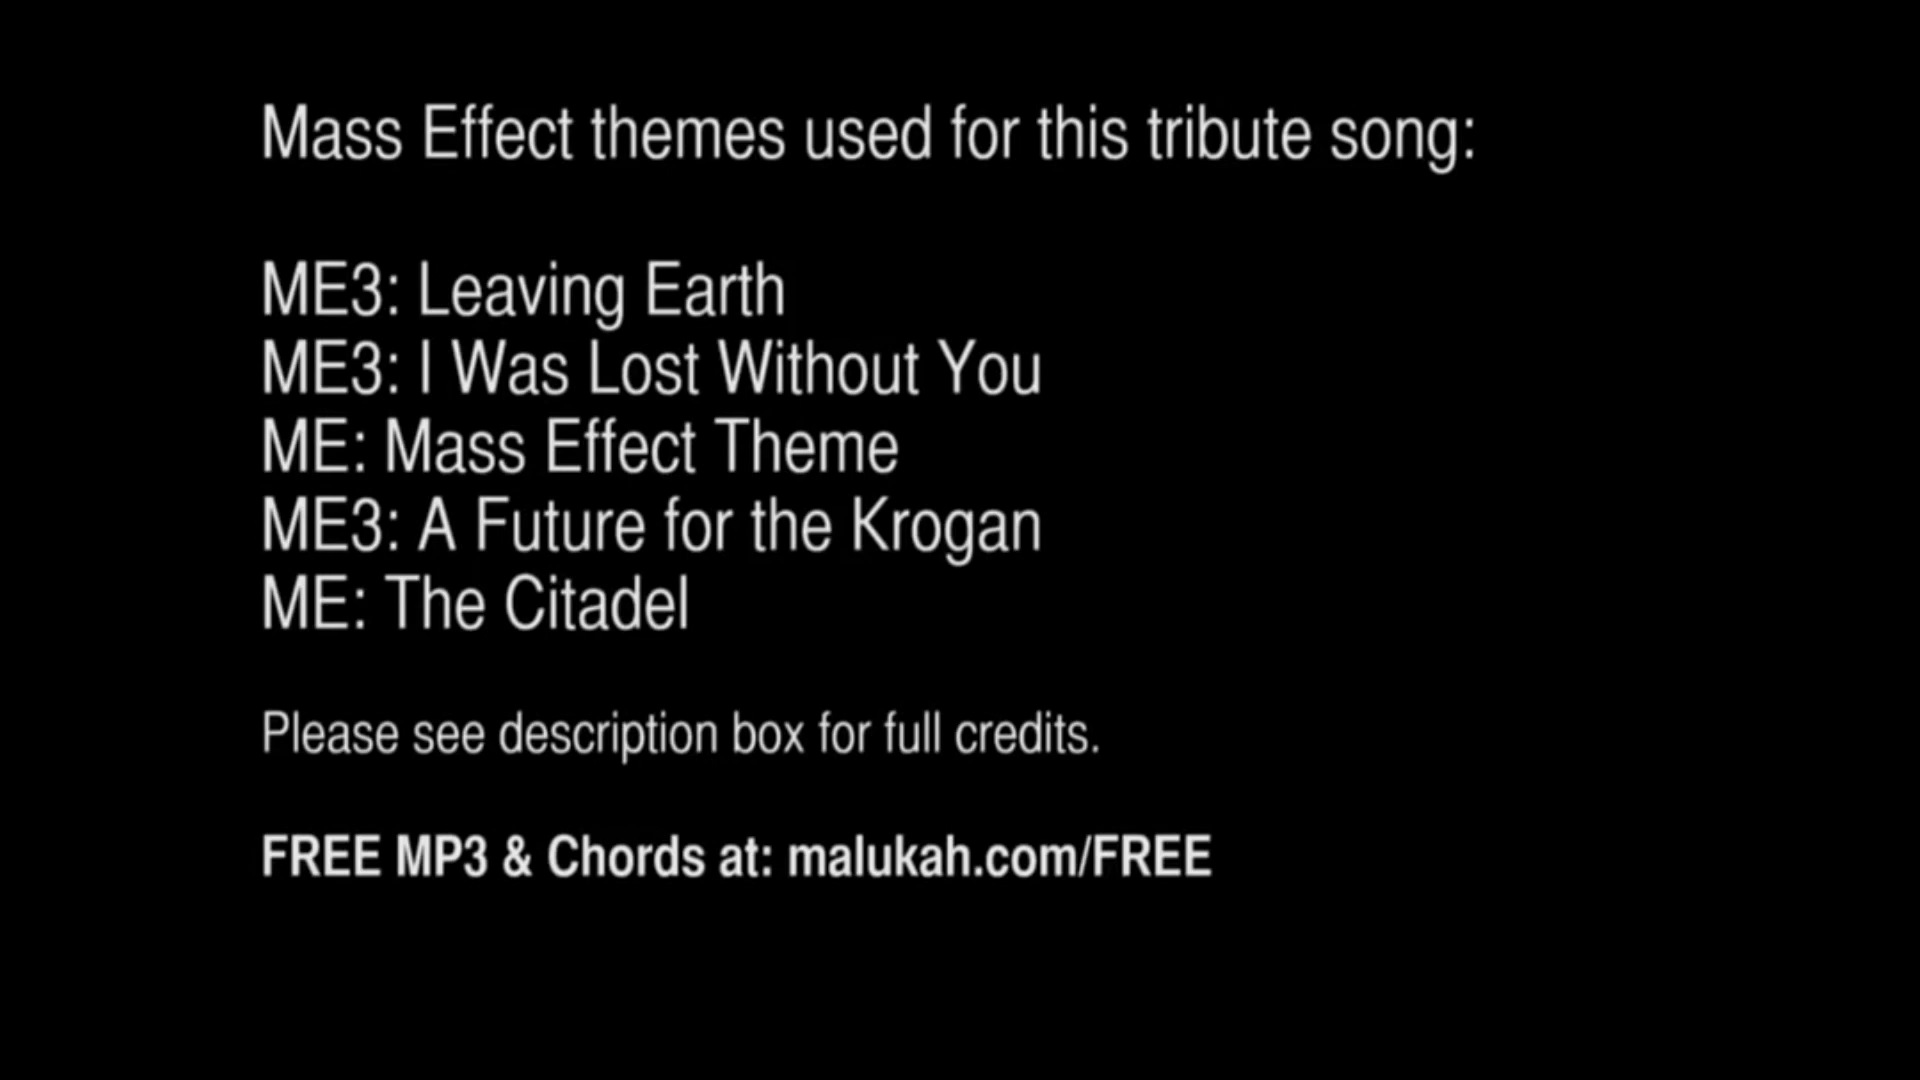 Mass Effect themes used for this tribute song:
ME3: Leaving Earth
ME3: I Was Lost Without You
ME: Mass Effect Theme
ME3: A Future for the Krogan
ME: The Citadel
Please see description box for full credits.
FREE MP3 & Chords at: malukah.com/FREE